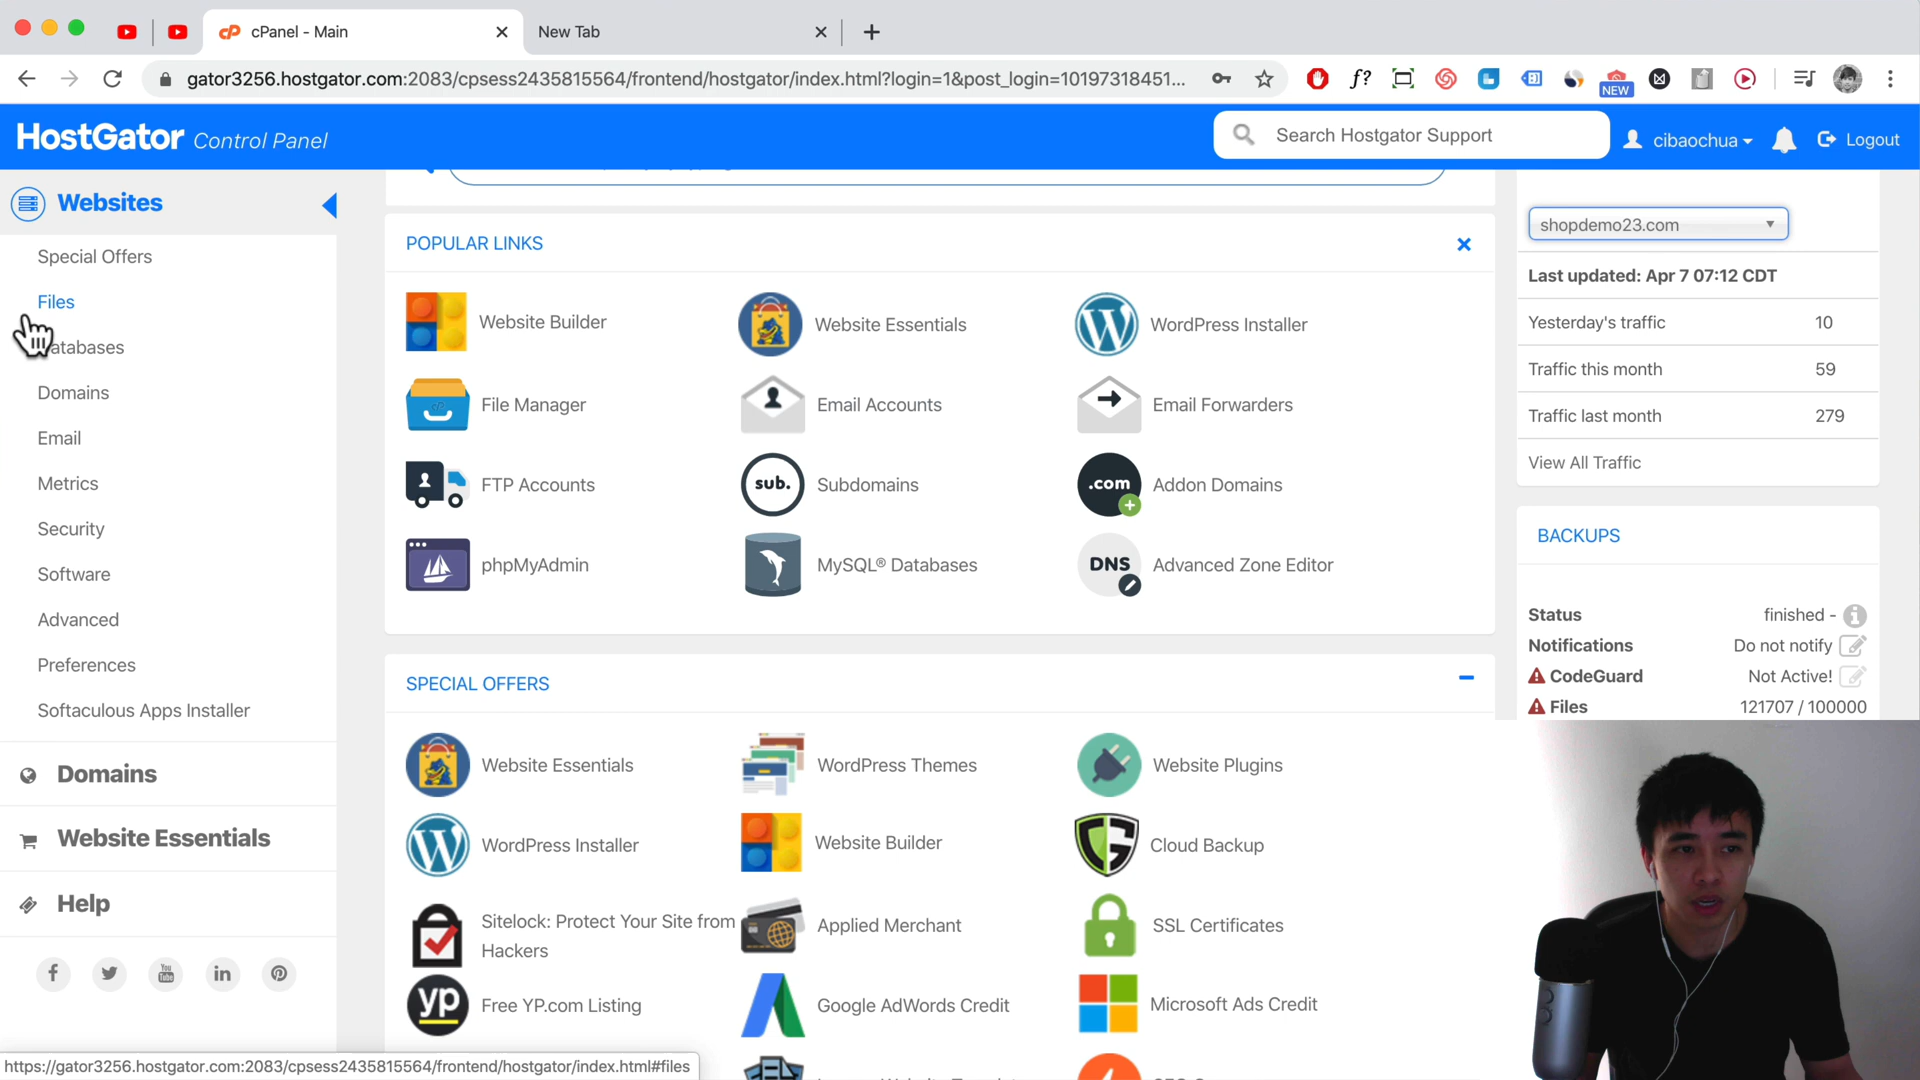 cPanel - Main
New Tab
gator3256.hostgator.com:2083/cpsess2435815564/frontend/hostgator/index.html?login=1&post_login=10197318451...
f?
NEW
HostGator Control Panel
Search Hostgator Support
cibaochua
Logout
Websites
Special Offers
Files
atabases
Domains
Email
Metrics
Security
Software
Advanced
Preferences
Softaculous Apps Installer
Domains
Website Essentials
Help
You
Tube
POPULAR LINKS
Website Builder
Website Essentials
WordPress Installer
File Manager
Email Accounts
Email Forwarders
FTP Accounts
sub.
Subdomains
.com
Addon Domains
phpMyAdmin
MySQL® Databases
DNS
Advanced Zone Editor
SPECIAL OFFERS
Website Essentials
WordPress Themes
Website Plugins
WordPress Installer
Website Builder
Cloud Backup
Sitelock: Protect Your Site from
Hackers
Applied Merchant
SSL Certificates
yp
Free YP.com Listing
Google AdWords Credit
Microsoft Ads Credit
shopdemo23.com
Last updated: Apr 7 07:12 CDT
Yesterday's traffic 10
Traffic this month 59
Traffic last month 279
View All Traffic
BACKUPS
Status finished -
Notifications Do not notify
CodeGuard Not Active!
Files 121707 / 100000
https://gator3256.hostgator.com:2083/cpsess2435815564/frontend/hostgator/index.html#files